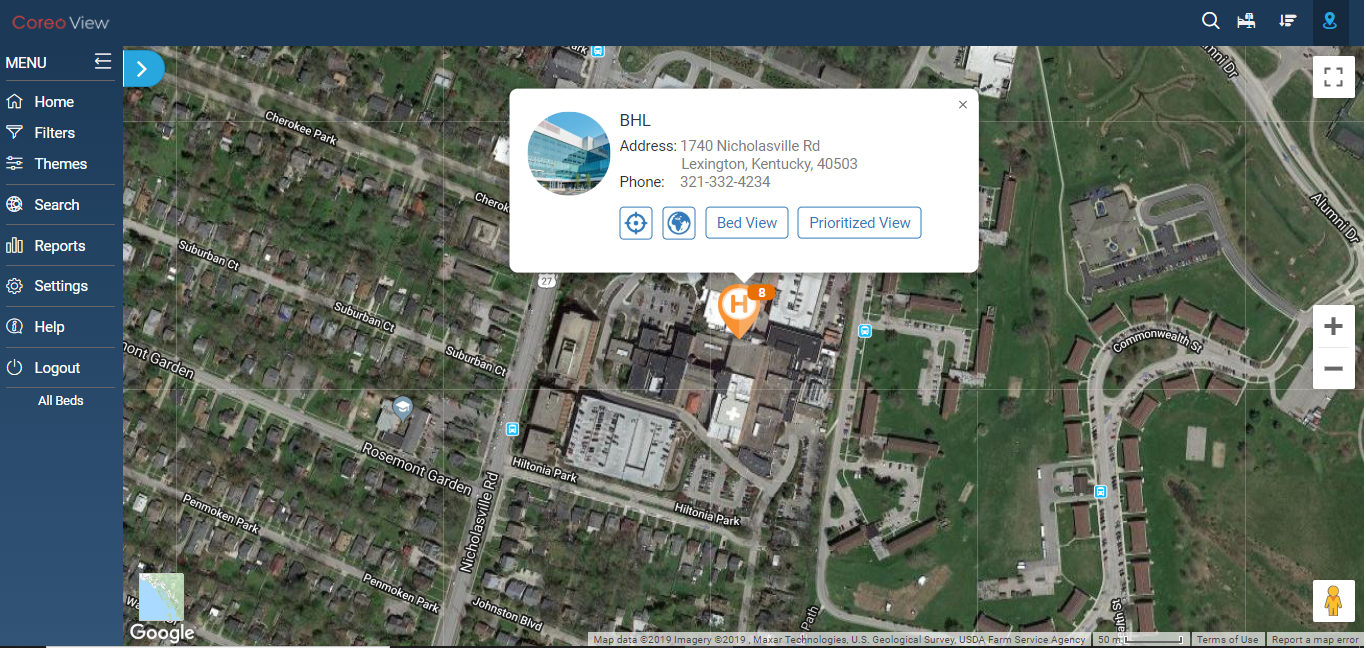 Coreo View
MENU
Home
Filters
Themes
Search
Reports
Settings
Help
Logout
All Beds
Park
Alumni Dr
Cherokee Park
BHL
Address: 1740 Nicholasville Rd
Lexington, Kentucky, 40503
Phone: 321-332-4234
Bed View
Prioritized View
Alumni Dr
Suburban Ct
27
H
8
Suburban Ct
Commonwealth St
Suburban Ct
Rosemont Garden
Hiltonia Park
Nicholasville Rd
Hiltonia Park
Penmoken Park
Penmoken Park
Johnston Blvd
Path
Google
Map data ©2019 Imagery ©2019 , Maxar Technologies, U.S. Geological Survey, USDA Farm Service Agency
50 m
Terms of Use
Report a map error